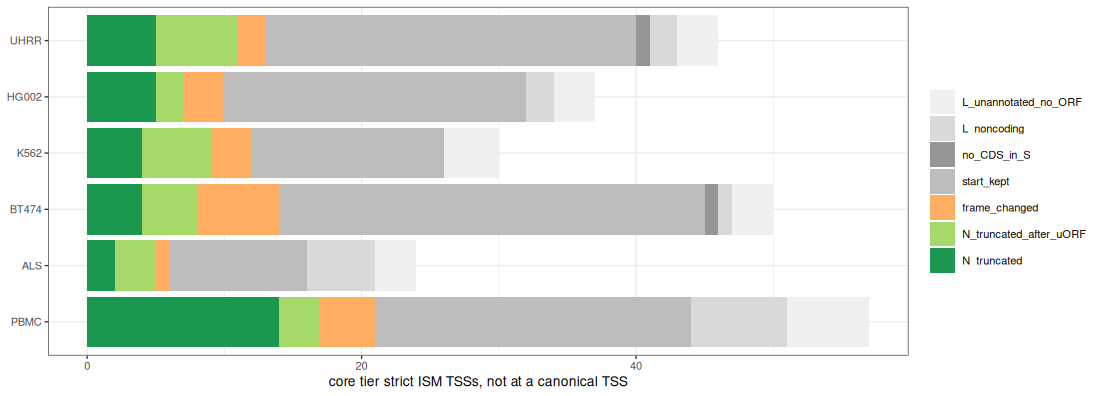 UHRR
HG002
K562
BT474
ALS
PBMC
0
20
40
core tier strict ISM TSSs, not at a canonical TSS
L_unannotated_no_ORF
L_noncoding
no_CDS_in_S
start_kept
frame_changed
N_truncated_after_uORF
N_truncated